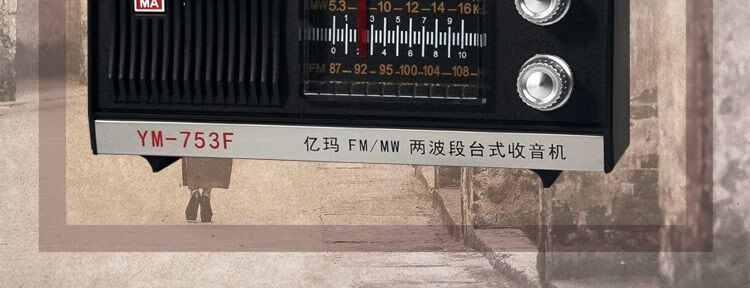 MA
MW 5.3 – 10 – 12 – 14 – 16 K
1 3 5 7 9
0 2 4 6 8 10
FM 87 – 92 – 95 – 100 – 104 – 108
YM-753F 亿玛 FM/MW 两波段台式收音机